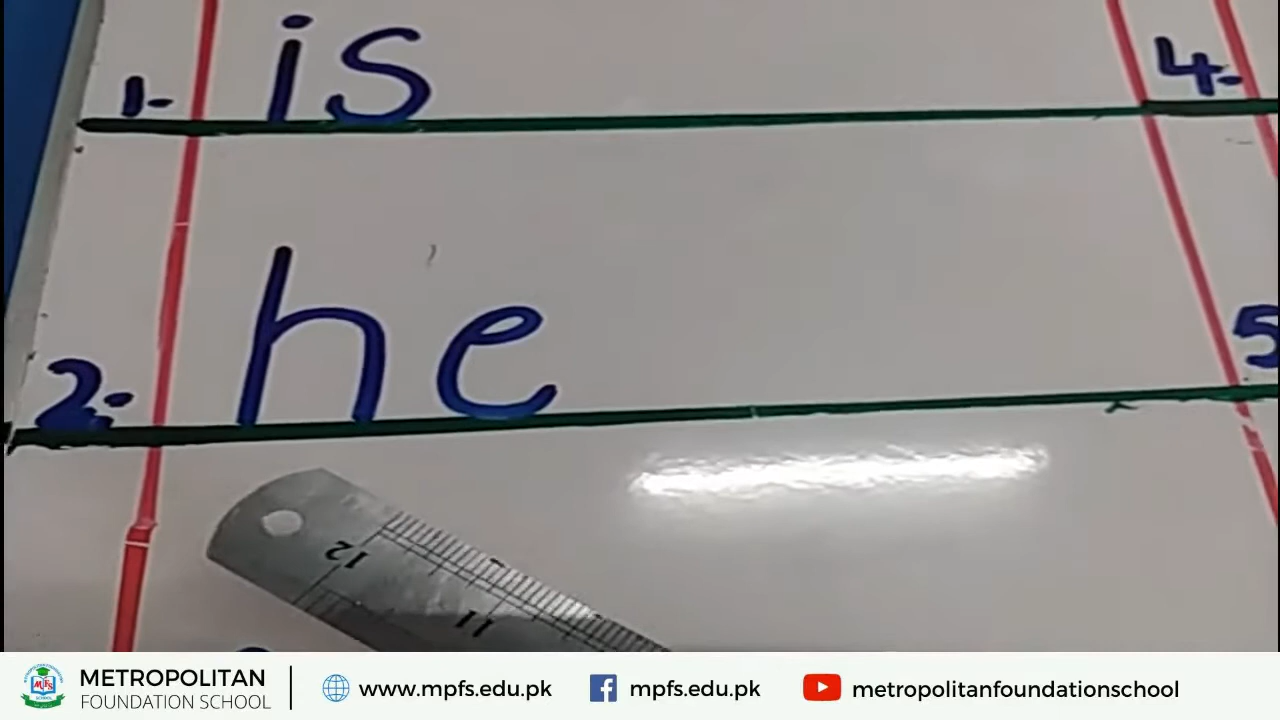 1. is
4.
2. he
5
12
11
METROPOLITAN
FOUNDATION SCHOOL
www.mpfs.edu.pk
mpfs.edu.pk
metropolitanfoundationschool